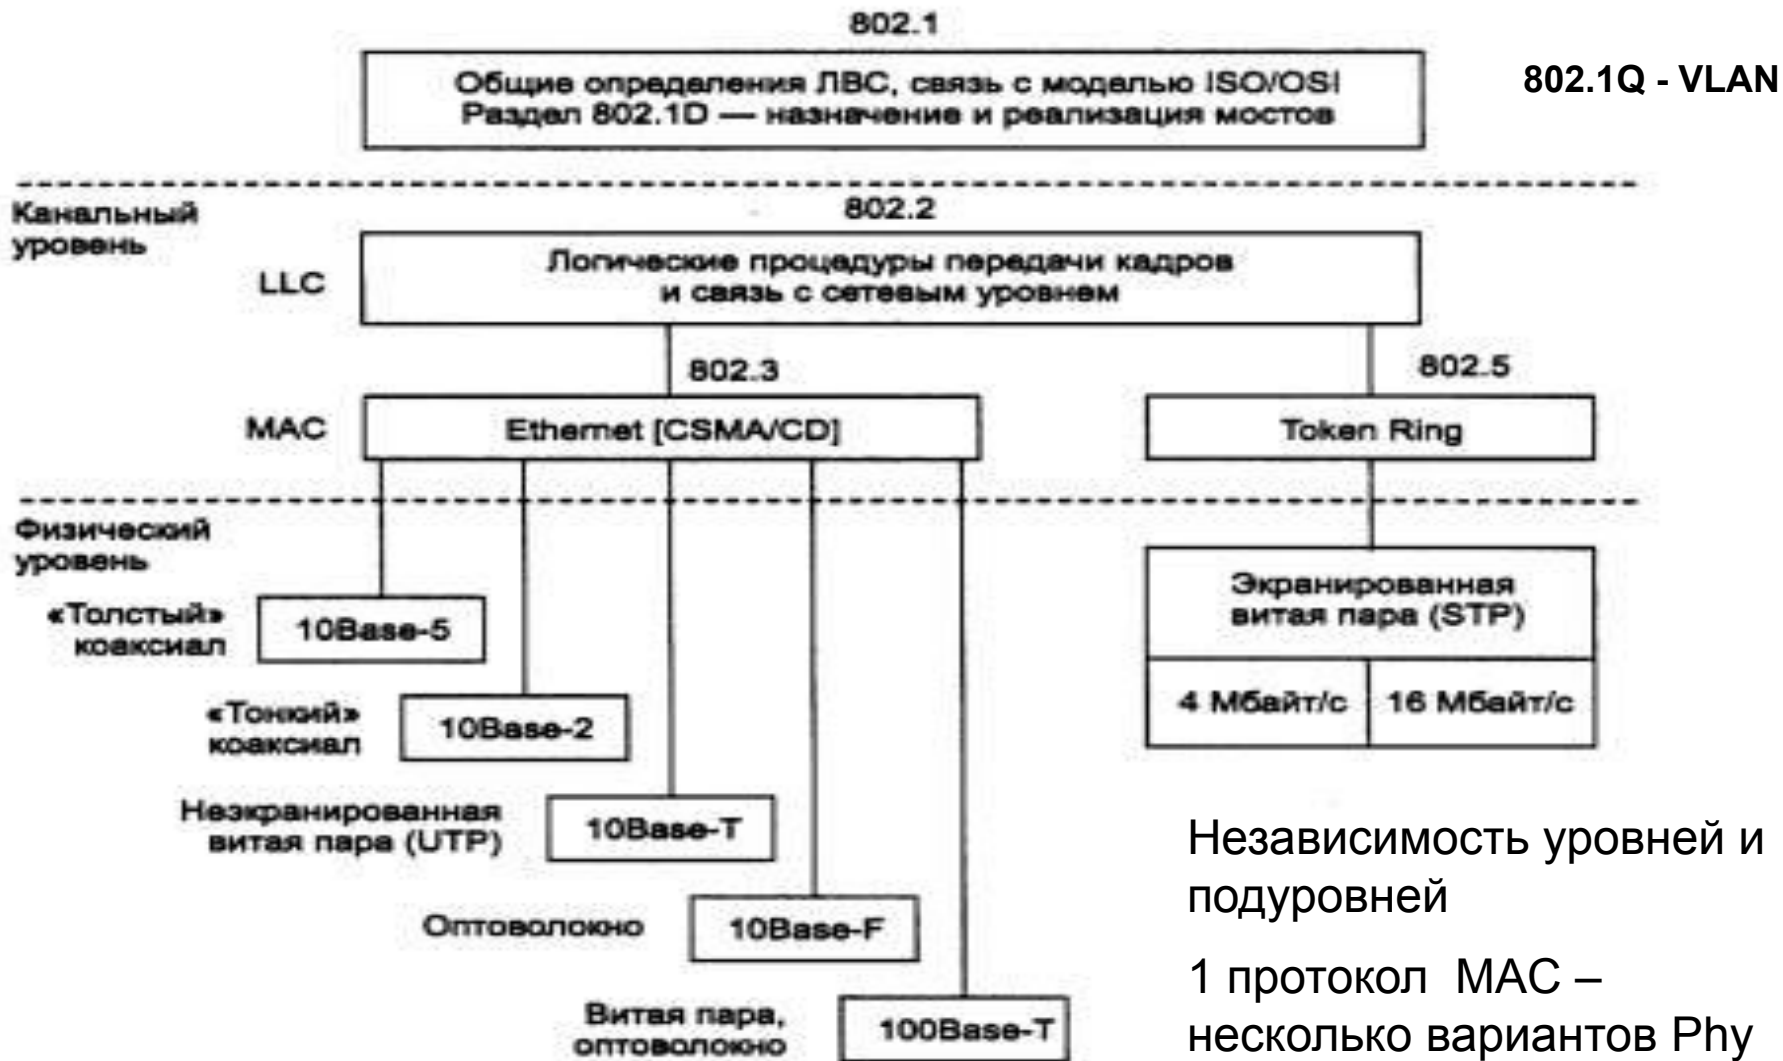 802.1
Общие определения ЛВС, связь с моделью ISO/OSI
Раздел 802.1D — назначение и реализация мостов
802.1Q - VLAN
Канальный
уровень
802.2
LLC
Логические процедуры передачи кадров
и связь с сетевым уровнем
802.3
802.5
MAC
Ethernet [CSMA/CD]
Token Ring
Физический
уровень
«Толстый»
коаксиал
10Base-5
Экранированная
витая пара (STP)
4 Мбайт/с
16 Мбайт/с
«Тонкий»
коаксиал
10Base-2
Неэкранированная
витая пара (UTP)
10Base-T
Оптоволокно
10Base-F
Витая пара,
оптоволокно
100Base-T
Независимость уровней и
подуровней
1 протокол MAC –
несколько вариантов Phy